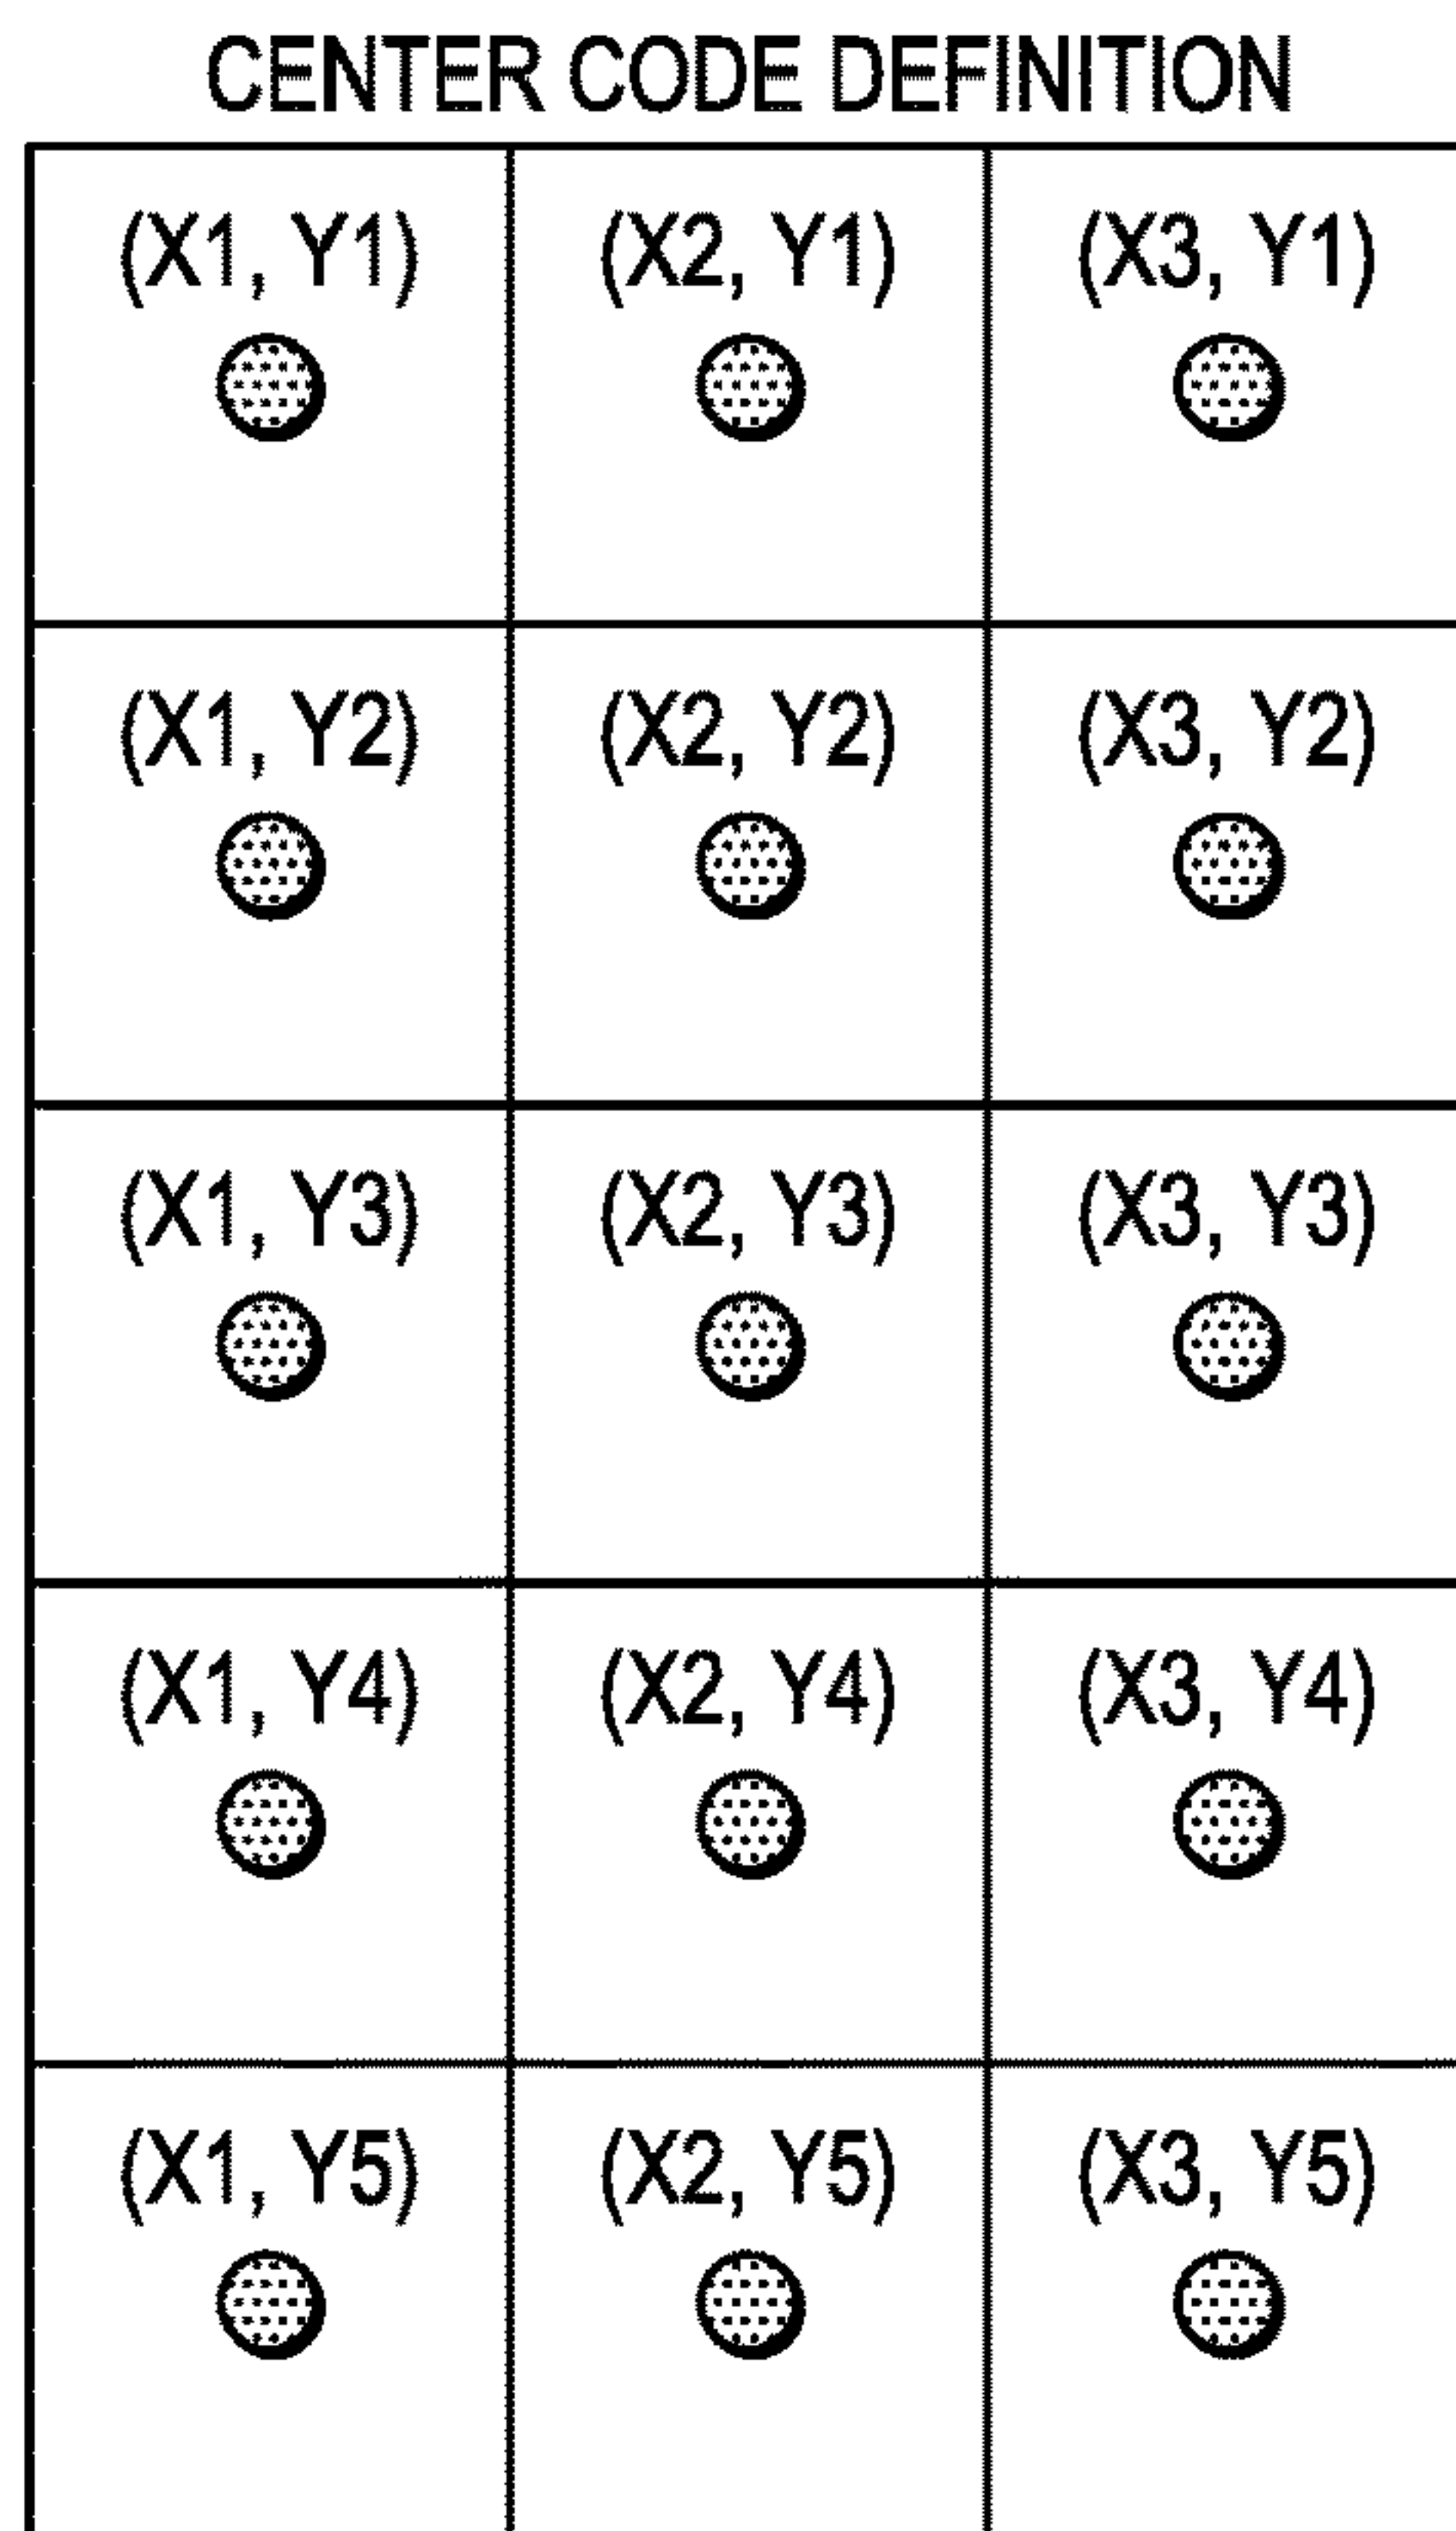 CENTER CODE DEFINITION
(X1, Y1) (X2, Y1) (X3, Y1)
(X1, Y2) (X2, Y2) (X3, Y2)
(X1, Y3) (X2, Y3) (X3, Y3)
(X1, Y4) (X2, Y4) (X3, Y4)
(X1, Y5) (X2, Y5) (X3, Y5)